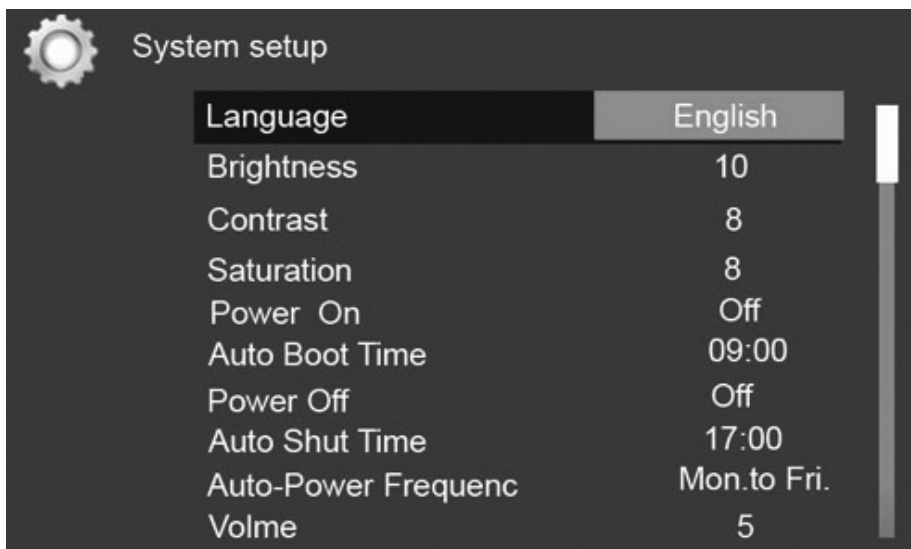 System setup
Language English
Brightness 10
Contrast 8
Saturation 8
Power On Off
Auto Boot Time 09:00
Power Off Off
Auto Shut Time 17:00
Auto-Power Frequenc Mon.to Fri.
Volme 5